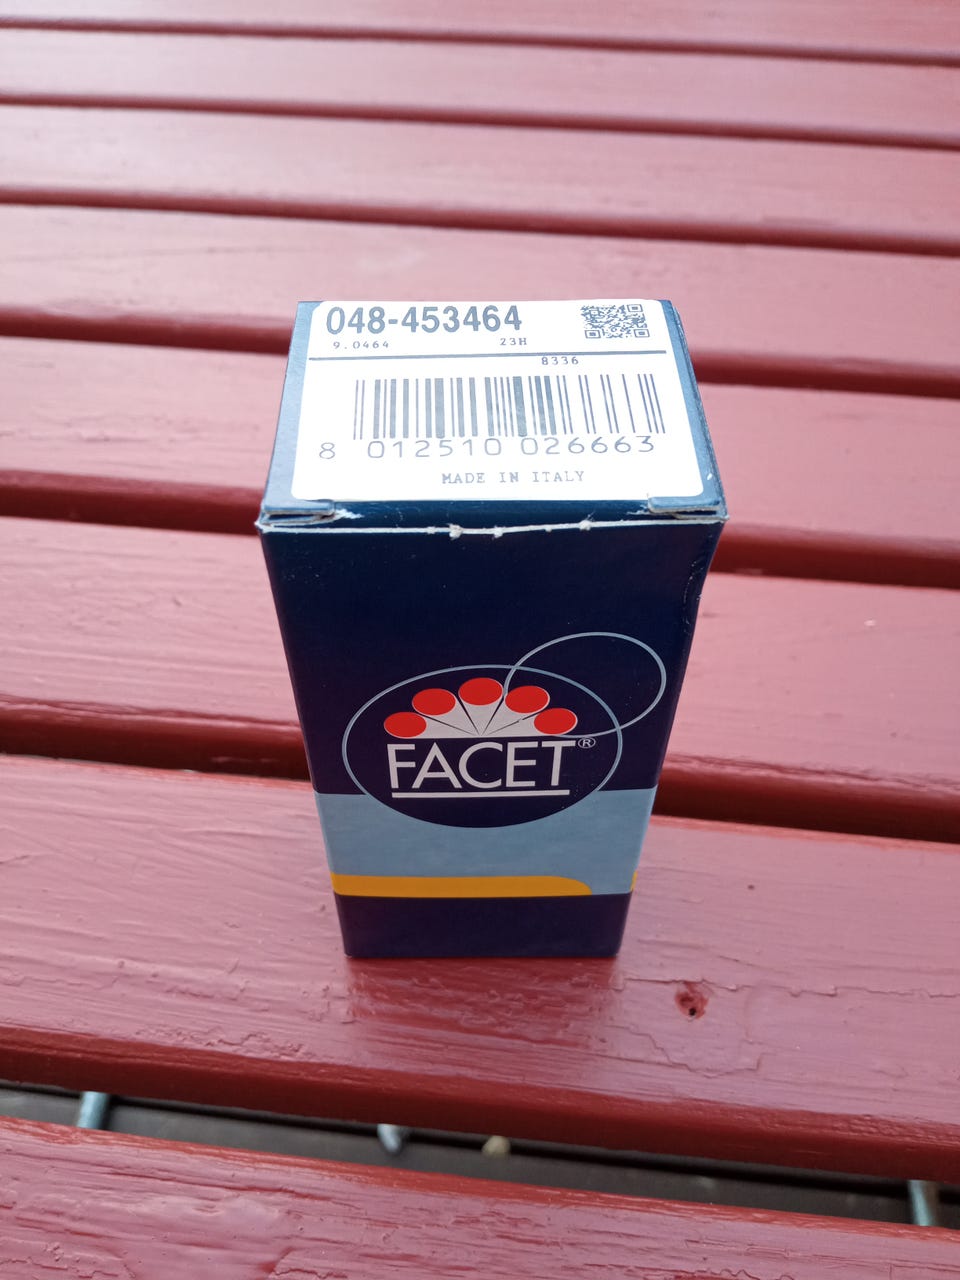 048-453464
9.0464 23H
8336
8 012510 026663
MADE IN ITALY
FACET®